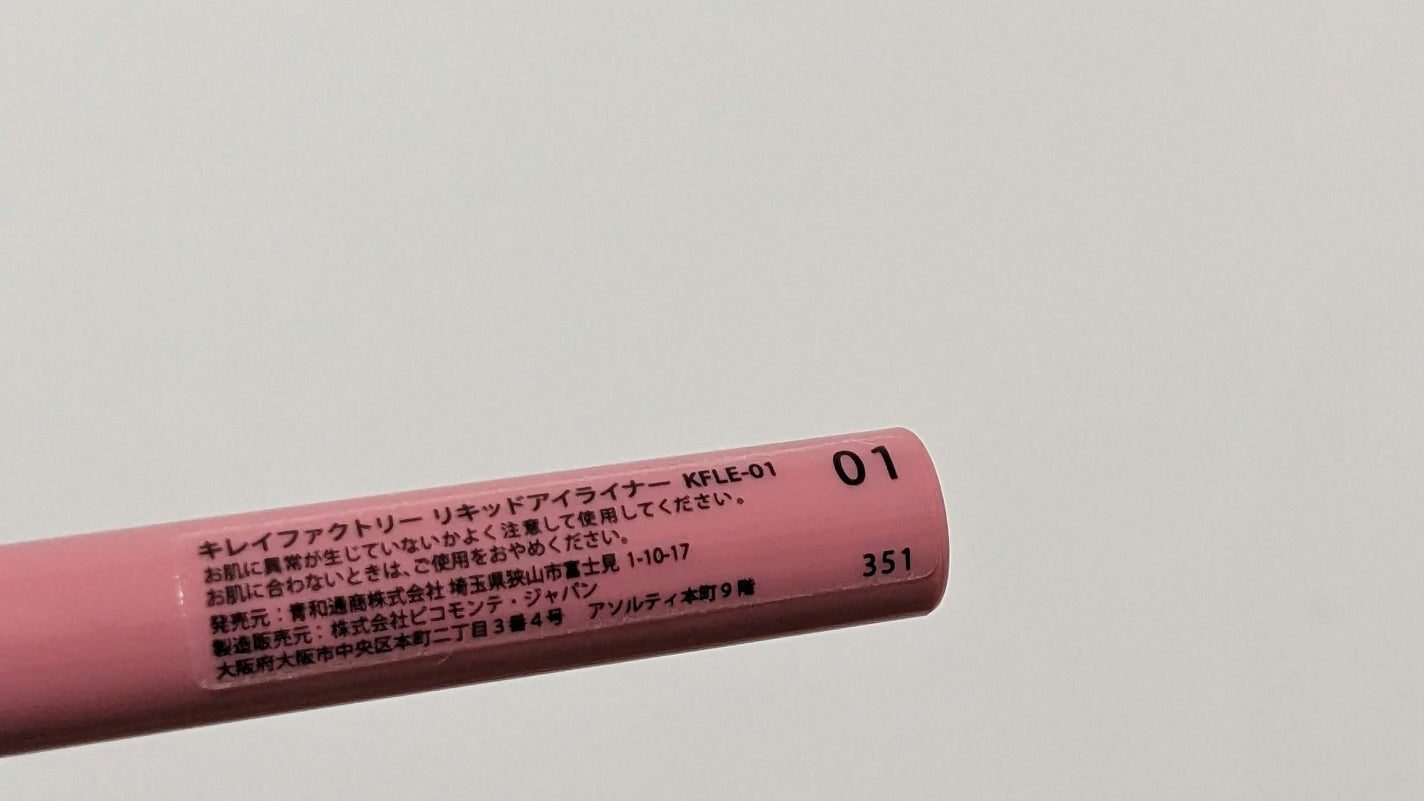 キレイファクトリー リキッドアイライナー KFLE-01
お肌に異常が生じていないかよく注意して使用してください。
お肌に合わないときは、ご使用をおやめください。
発売元：青和通商株式会社 埼玉県狭山市富士見 1-10-17
製造販売元：株式会社ピコモンテ・ジャパン
大阪府大阪市中央区本町二丁目３番４号　アソルティ本町９階
01
351